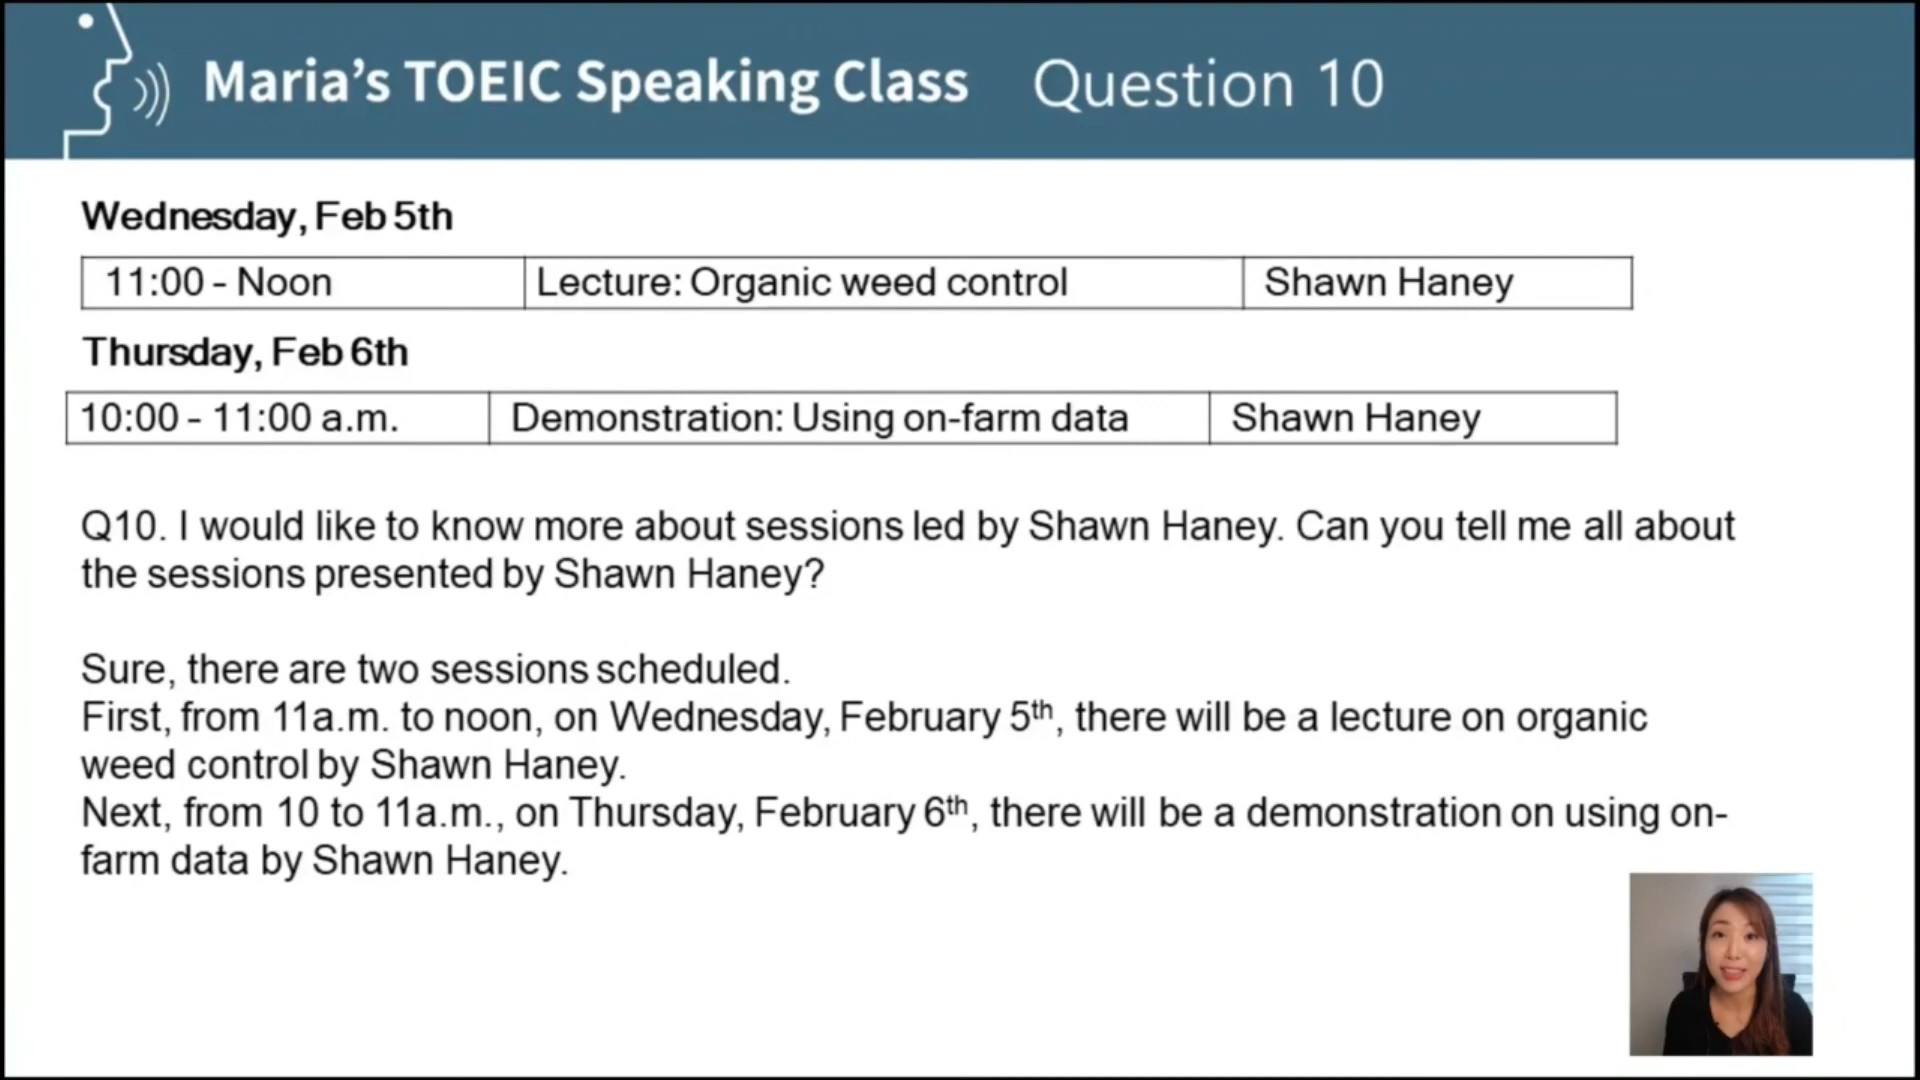 Maria's TOEIC Speaking Class Question 10
Wednesday, Feb 5th
11:00 - Noon Lecture: Organic weed control Shawn Haney
Thursday, Feb 6th
10:00 - 11:00 a.m. Demonstration: Using on-farm data Shawn Haney
Q10. I would like to know more about sessions led by Shawn Haney. Can you tell me all about
the sessions presented by Shawn Haney?
Sure, there are two sessions scheduled.
First, from 11a.m. to noon, on Wednesday, February 5th, there will be a lecture on organic
weed control by Shawn Haney.
Next, from 10 to 11a.m., on Thursday, February 6th, there will be a demonstration on using on-
farm data by Shawn Haney.